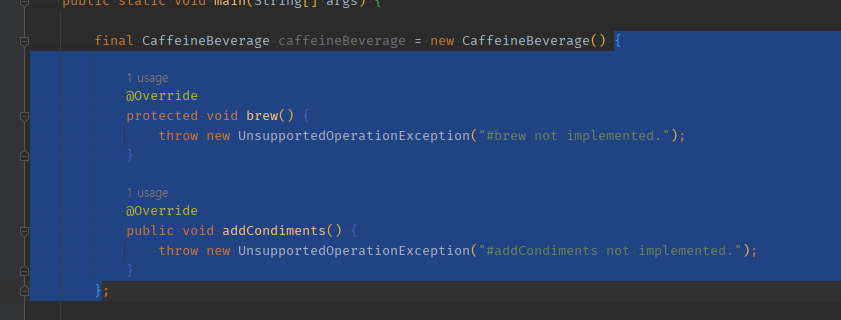 public static void main(String[] args) {
final CaffeineBeverage caffeineBeverage = new CaffeineBeverage() {
1 usage
@Override
protected void brew() {
throw new UnsupportedOperationException("#brew not implemented.");
}
1 usage
@Override
public void addCondiments() {
throw new UnsupportedOperationException("#addCondiments not implemented.");
}
};